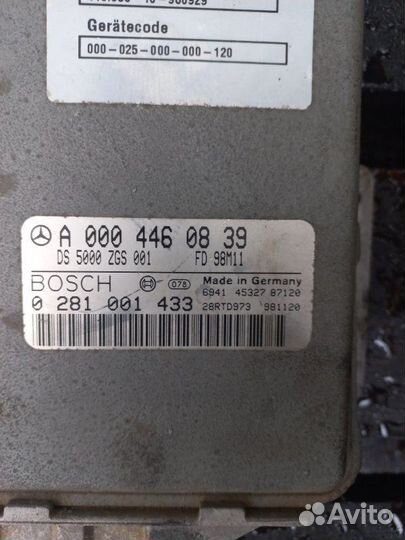 Gerätecode
000-025-000-000-120
A 000 446 08 39
DS 5000 ZGS 001 FD 98M11
BOSCH 078 Made in Germany
6941 45327 87120
0 281 001 433 28RTD973 981120
Avito